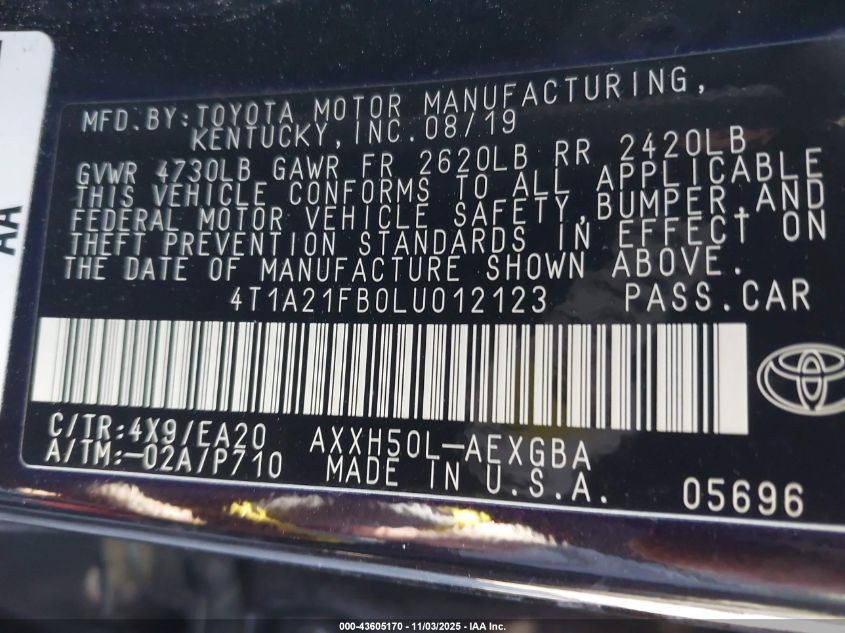 AA
MFD.BY:TOYOTA MOTOR MANUFACTURING,
KENTUCKY,INC.08/19
GVWR 4730LB GAWR FR 2620LB RR 2420LB
THIS VEHICLE CONFORMS TO ALL APPLICABLE
FEDERAL MOTOR VEHICLE SAFETY,BUMPER,AND
THEFT PREVENTION STANDARDS IN EFFECT ON
THE DATE OF MANUFACTURE SHOWN ABOVE.
4T1A21FB0LU012123 PASS.CAR
C/TR:4X9/EA20 AXXH50L-AEXGBA
A/TM:-02A/P710 MADE IN U.S.A. 05696
000-43605170 - 11/03/2025 - IAA Inc.